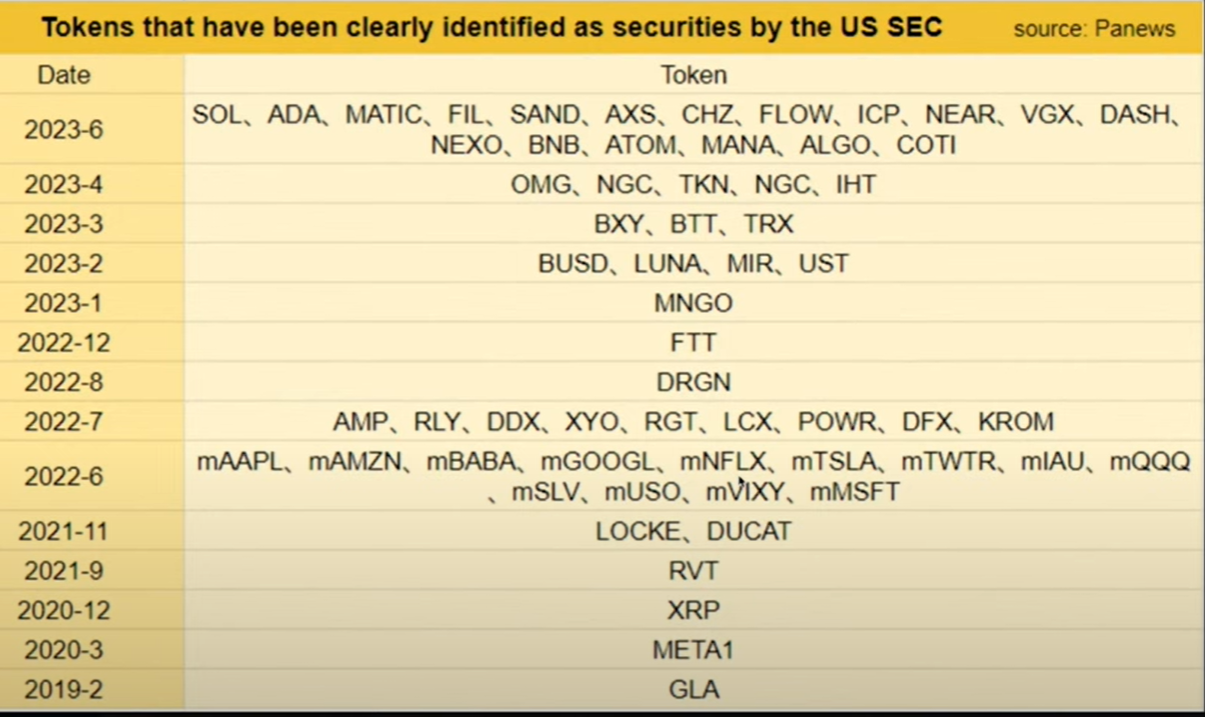 Tokens that have been clearly identified as securities by the US SEC source: Panews
Date Token
2023-6 SOL、ADA、MATIC、FIL、SAND、AXS、CHZ、FLOW、ICP、NEAR、VGX、DASH、
NEXO、BNB、ATOM、MANA、ALGO、COTI
2023-4 OMG、NGC、TKN、NGC、IHT
2023-3 BXY、BTT、TRX
2023-2 BUSD、LUNA、MIR、UST
2023-1 MNGO
2022-12 FTT
2022-8 DRGN
2022-7 AMP、RLY、DDX、XYO、RGT、LCX、POWR、DFX、KROM
2022-6 mAAPL、mAMZN、mBABA、mGOOGL、mNFLX、mTSLA、mTWTR、mIAU、mQQQ
、mSLV、mUSO、mVIXY、mMSFT
2021-11 LOCKE、DUCAT
2021-9 RVT
2020-12 XRP
2020-3 META1
2019-2 GLA